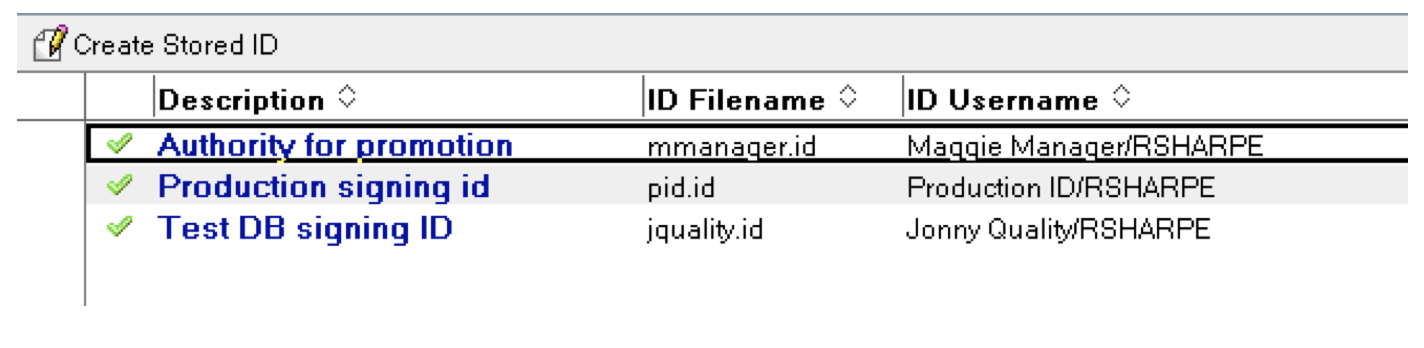 Create Stored ID
Description ID Filename ID Username
Authority for promotion mmanager.id Maggie Manager/RSHARPE
Production signing id pid.id Production ID/RSHARPE
Test DB signing ID jquality.id Jonny Quality/RSHARPE